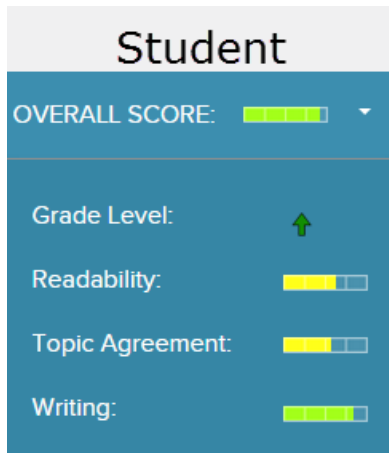 Student
OVERALL SCORE:
Grade Level:
Readability:
Topic Agreement:
Writing: